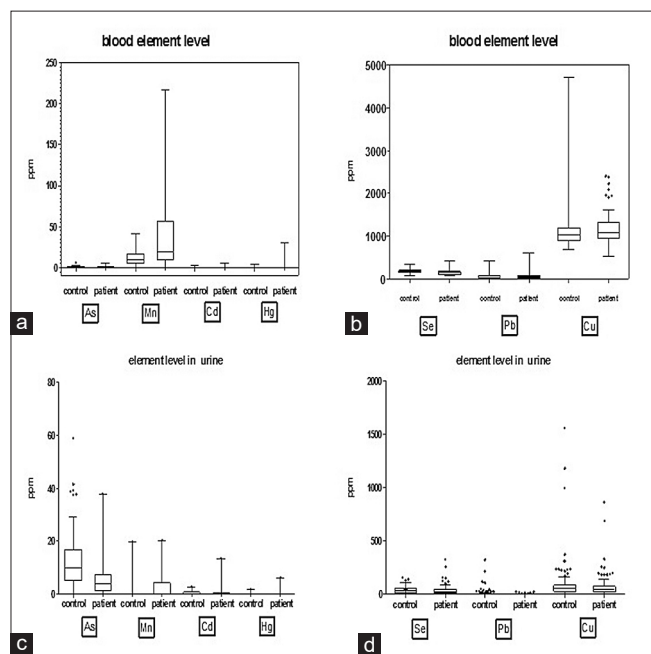 blood element level
250
200
150
100
50
0
ppm
control patient control patient control patient control patient
As Mn Cd Hg
a
blood element level
5000
4000
3000
2000
1000
0
ppm
control patient control patient control patient
Se Pb Cu
b
element level in urine
80
60
40
20
0
ppm
control patient control patient control patient control patient
As Mn Cd Hg
c
element level in urine
2000
1500
1000
500
0
ppm
control patient control patient control patient
Se Pb Cu
d